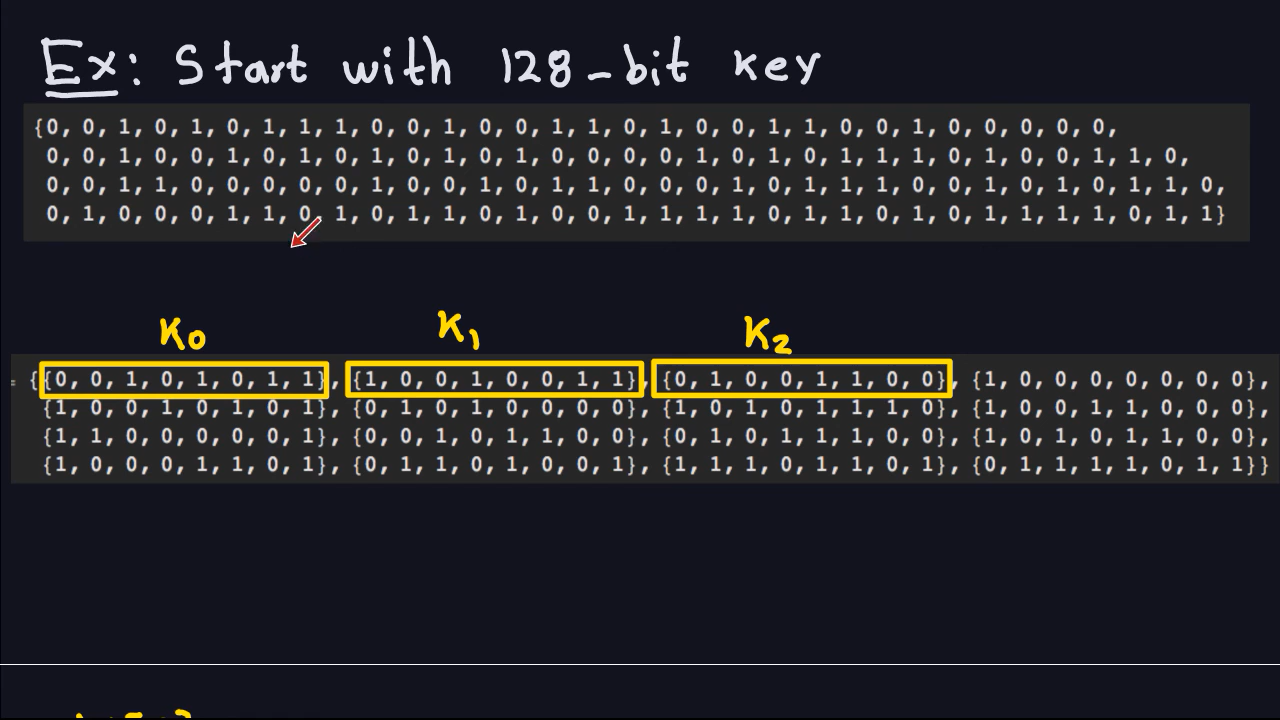 Ex: Start with 128-bit key
{0, 0, 1, 0, 1, 0, 1, 1, 1, 0, 0, 1, 0, 0, 1, 1, 0, 1, 0, 0, 1, 1, 0, 0, 1, 0, 0, 0, 0, 0,
0, 0, 1, 0, 0, 1, 0, 1, 0, 1, 0, 1, 0, 1, 0, 0, 0, 0, 1, 0, 1, 0, 1, 1, 1, 0, 1, 0, 0, 1, 1, 0,
0, 0, 1, 1, 0, 0, 0, 0, 0, 1, 0, 0, 1, 0, 1, 1, 0, 0, 0, 1, 0, 1, 1, 1, 0, 0, 1, 0, 1, 0, 1, 1, 0,
0, 1, 0, 0, 0, 1, 1, 0, 1, 0, 1, 1, 0, 1, 0, 0, 1, 1, 1, 1, 0, 1, 1, 0, 1, 0, 1, 1, 1, 1, 0, 1, 1}
K0 K1 K2
= {{0, 0, 1, 0, 1, 0, 1, 1}, {1, 0, 0, 1, 0, 0, 1, 1}, {0, 1, 0, 0, 1, 1, 0, 0}, {1, 0, 0, 0, 0, 0, 0, 0},
{1, 0, 0, 1, 0, 1, 0, 1}, {0, 1, 0, 1, 0, 0, 0, 0}, {1, 0, 1, 0, 1, 1, 1, 0}, {1, 0, 0, 1, 1, 0, 0, 0},
{1, 1, 0, 0, 0, 0, 0, 1}, {0, 0, 1, 0, 1, 1, 0, 0}, {0, 1, 0, 1, 1, 1, 0, 0}, {1, 0, 1, 0, 1, 1, 0, 0},
{1, 0, 0, 0, 1, 1, 0, 1}, {0, 1, 1, 0, 1, 0, 0, 1}, {1, 1, 1, 0, 1, 1, 0, 1}, {0, 1, 1, 1, 1, 0, 1, 1}}